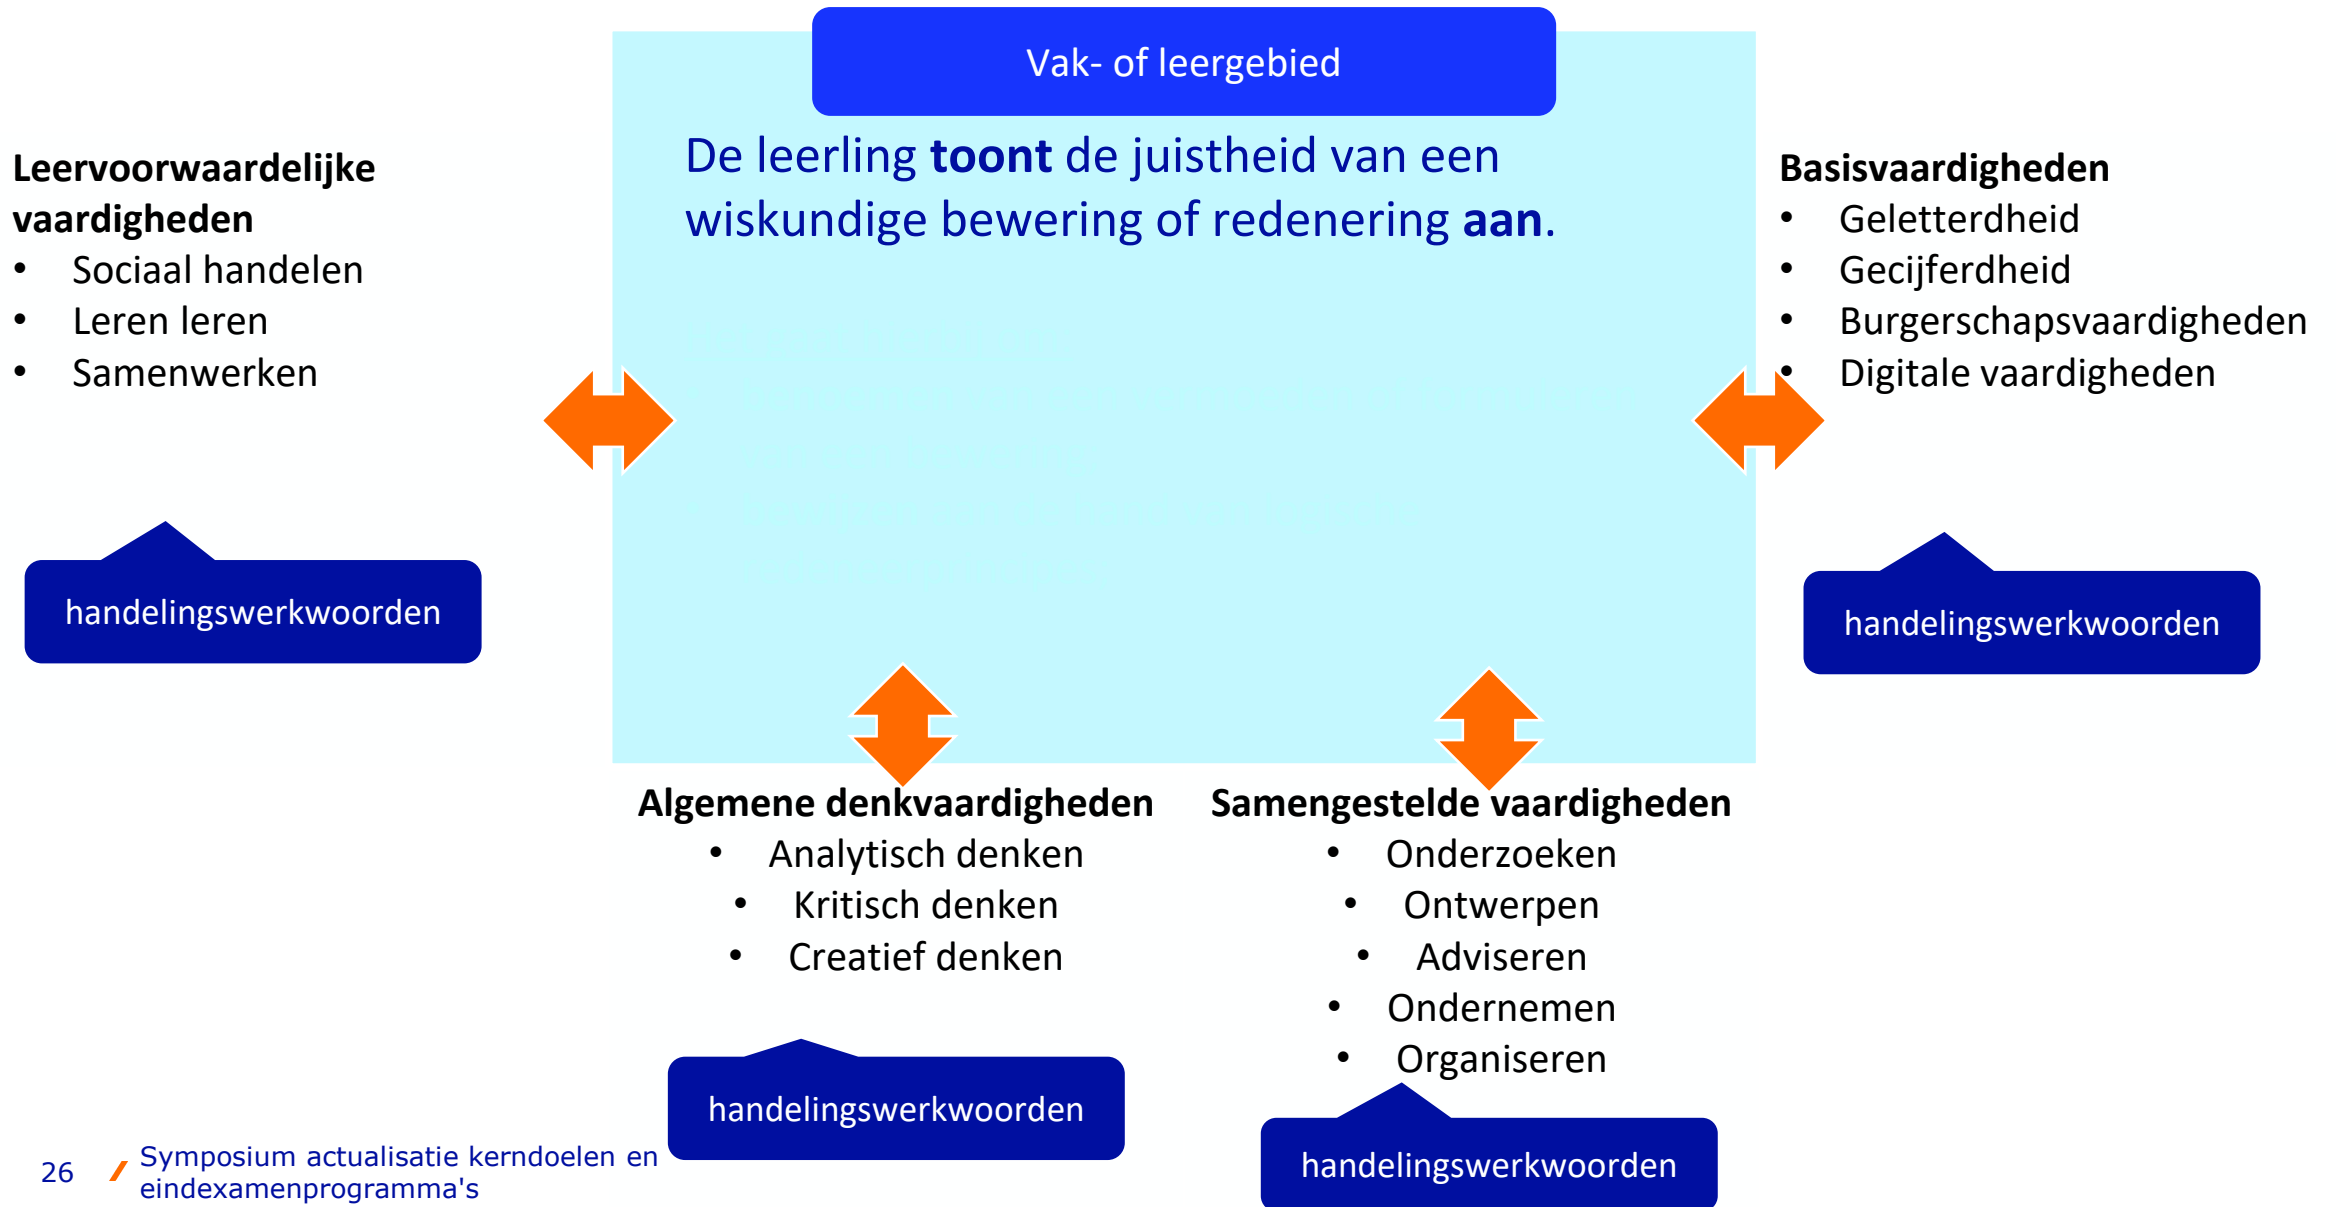 Vak- of leergebied
De leerling toont de juistheid van een
wiskundige bewering of redenering aan.
Leervoorwaardelijke
vaardigheden
• Sociaal handelen
• Leren leren
• Samenwerken
handelingswerkwoorden
Basisvaardigheden
• Geletterdheid
• Gecijferdheid
• Burgerschapsvaardigheden
• Digitale vaardigheden
handelingswerkwoorden
Algemene denkvaardigheden
• Analytisch denken
• Kritisch denken
• Creatief denken
handelingswerkwoorden
Samengestelde vaardigheden
• Onderzoeken
• Ontwerpen
• Adviseren
• Ondernemen
• Organiseren
handelingswerkwoorden
26
Symposium actualisatie kerndoelen en
eindexamenprogramma's